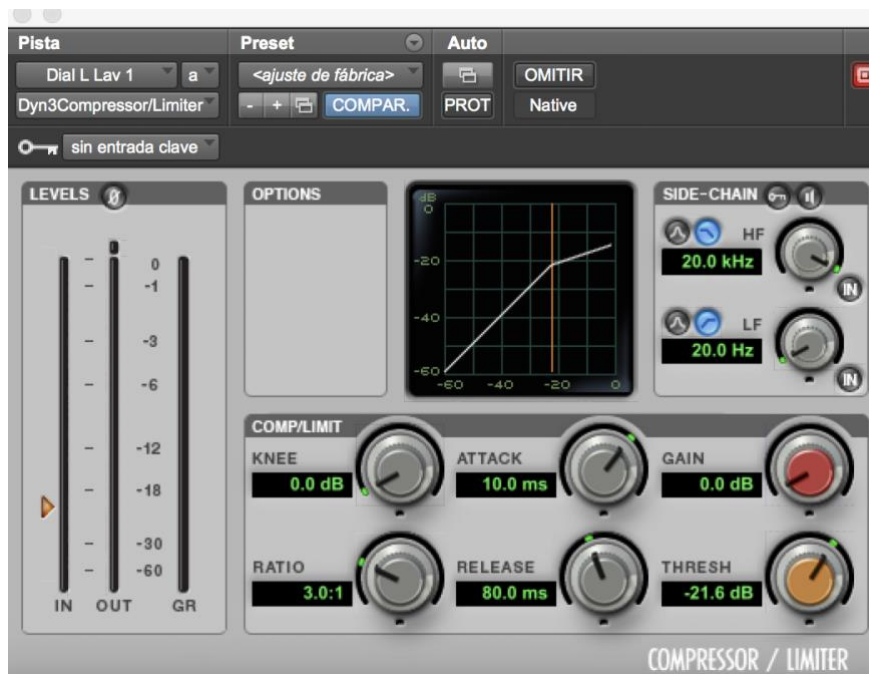 Pista Preset Auto
Dial L Lav 1 a <ajuste de fábrica> OMITIR
Dyn3Compressor/Limiter - + COMPAR. PROT Native
sin entrada clave
LEVELS Ø OPTIONS SIDE-CHAIN
dB
0
-20
-40
-60
-60 -40 -20 0
HF
20.0 kHz
IN
LF
20.0 Hz
IN
0
-1
-3
-6
-12
-18
-30
-60
IN OUT GR
COMP/LIMIT
KNEE ATTACK GAIN
0.0 dB 10.0 ms 0.0 dB
RATIO RELEASE THRESH
3.0:1 80.0 ms -21.6 dB
COMPRESSOR / LIMITER